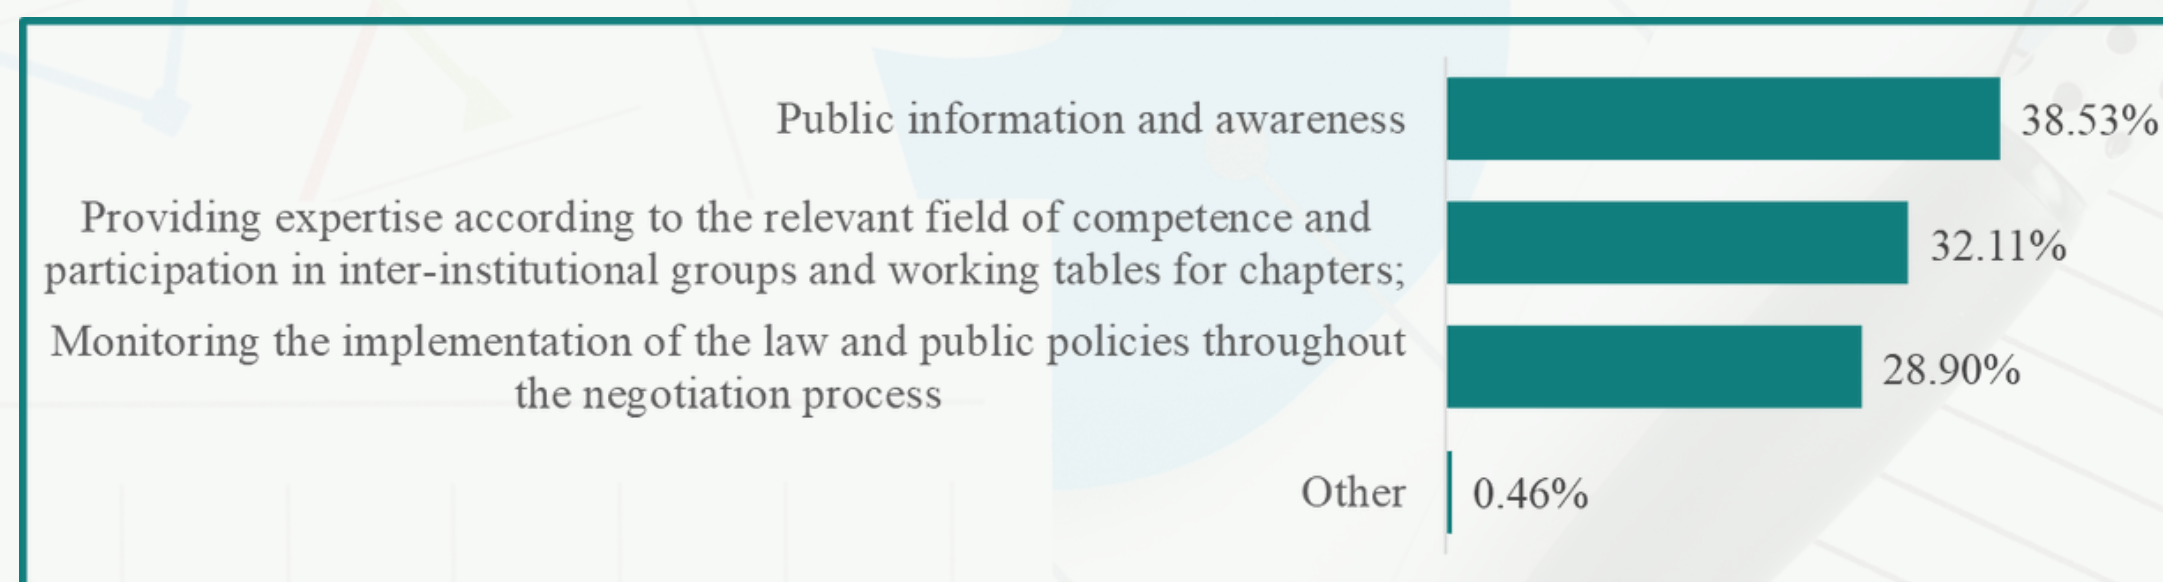 Public information and awareness
38.53%
Providing expertise according to the relevant field of competence and
participation in inter-institutional groups and working tables for chapters;
32.11%
Monitoring the implementation of the law and public policies throughout
the negotiation process
28.90%
Other
0.46%